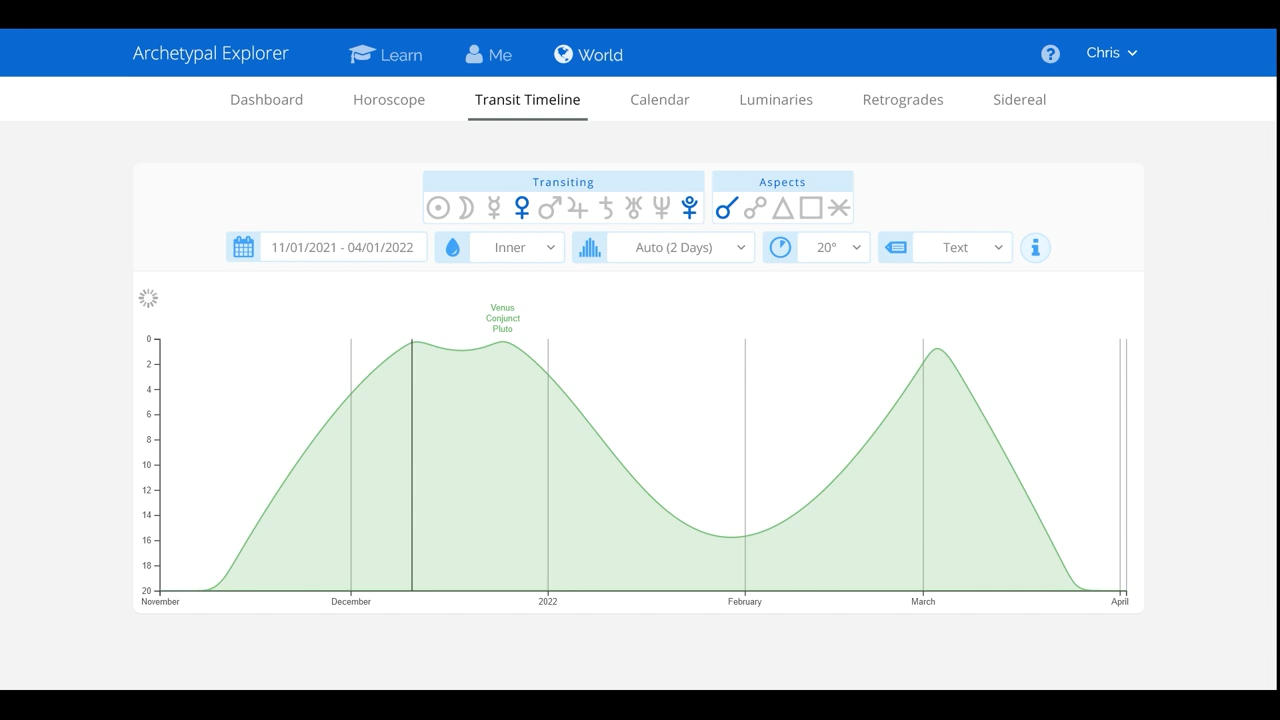 Archetypal Explorer Learn Me World ? Chris
Dashboard Horoscope Transit Timeline Calendar Luminaries Retrogrades Sidereal
Transiting Aspects
11/01/2021 - 04/01/2022 Inner Auto (2 Days) 20° Text i
Venus
Conjunct
Pluto
0
2
4
6
8
10
12
14
16
18
20
November December 2022 February March April